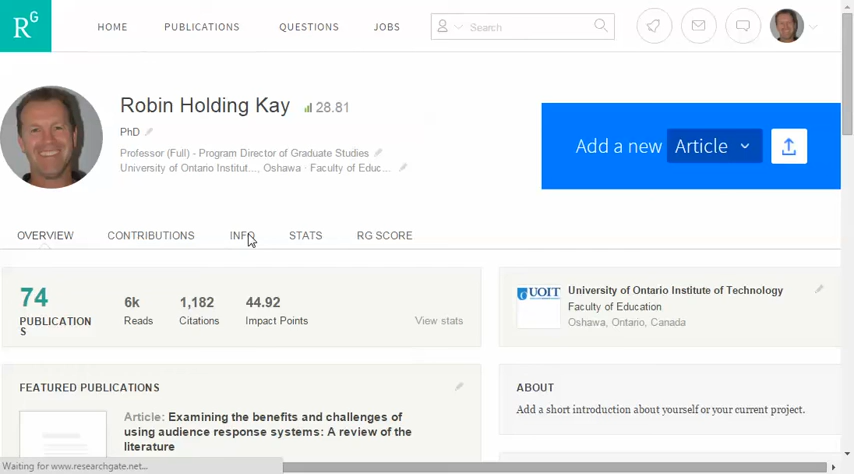 RG
HOME PUBLICATIONS QUESTIONS JOBS Search
Robin Holding Kay 28.81
PhD
Professor (Full) - Program Director of Graduate Studies
University of Ontario Institut..., Oshawa · Faculty of Educ...
Add a new Article
OVERVIEW CONTRIBUTIONS INFO STATS RG SCORE
74
PUBLICATION
S
6k
Reads
1,182
Citations
44.92
Impact Points
View stats
UOIT
University of Ontario Institute of Technology
Faculty of Education
Oshawa, Ontario, Canada
FEATURED PUBLICATIONS
Article: Examining the benefits and challenges of
using audience response systems: A review of the
literature
ABOUT
Add a short introduction about yourself or your current project.
Waiting for www.researchgate.net...